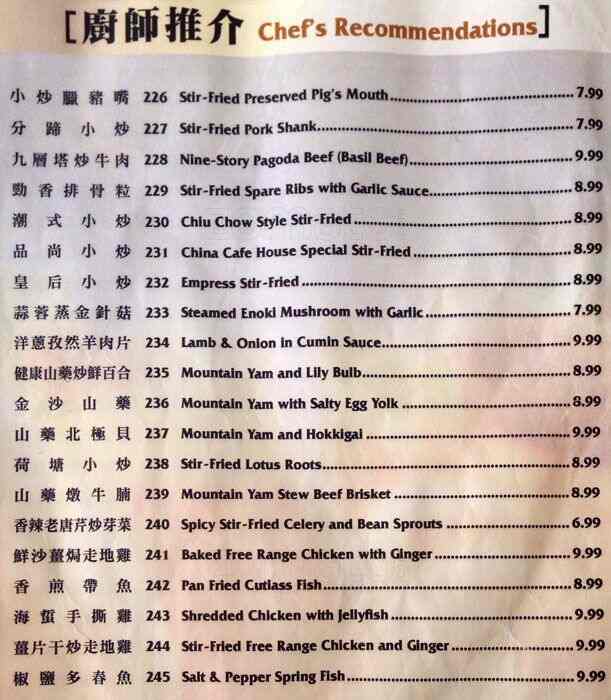 [廚師推介 Chef's Recommendations]
小炒臘豬嘴 226 Stir-Fried Preserved Pig's Mouth 7.99
分蹄小炒 227 Stir-Fried Pork Shank 7.99
九層塔炒牛肉 228 Nine-Story Pagoda Beef (Basil Beef) 9.99
勁香排骨粒 229 Stir-Fried Spare Ribs with Garlic Sauce 8.99
潮式小炒 230 Chiu Chow Style Stir-Fried 8.99
品尚小炒 231 China Cafe House Special Stir-Fried 8.99
皇后小炒 232 Empress Stir-Fried 8.99
蒜蓉蒸金針菇 233 Steamed Enoki Mushroom with Garlic 7.99
洋蔥孜然羊肉片 234 Lamb & Onion in Cumin Sauce 9.99
健康山藥炒鮮百合 235 Mountain Yam and Lily Bulb 8.99
金沙山藥 236 Mountain Yam with Salty Egg Yolk 8.99
山藥北極貝 237 Mountain Yam and Hokkigai 9.99
荷塘小炒 238 Stir-Fried Lotus Roots 8.99
山藥燉牛腩 239 Mountain Yam Stew Beef Brisket 8.99
香辣老唐芹炒芽菜 240 Spicy Stir-Fried Celery and Bean Sprouts 6.99
鮮沙薑焗走地雞 241 Baked Free Range Chicken with Ginger 9.99
香煎帶魚 242 Pan Fried Cutlass Fish 8.99
海蜇手撕雞 243 Shredded Chicken with Jellyfish 9.99
薑片干炒走地雞 244 Stir-Fried Free Range Chicken and Ginger 9.99
椒鹽多春魚 245 Salt & Pepper Spring Fish 9.99